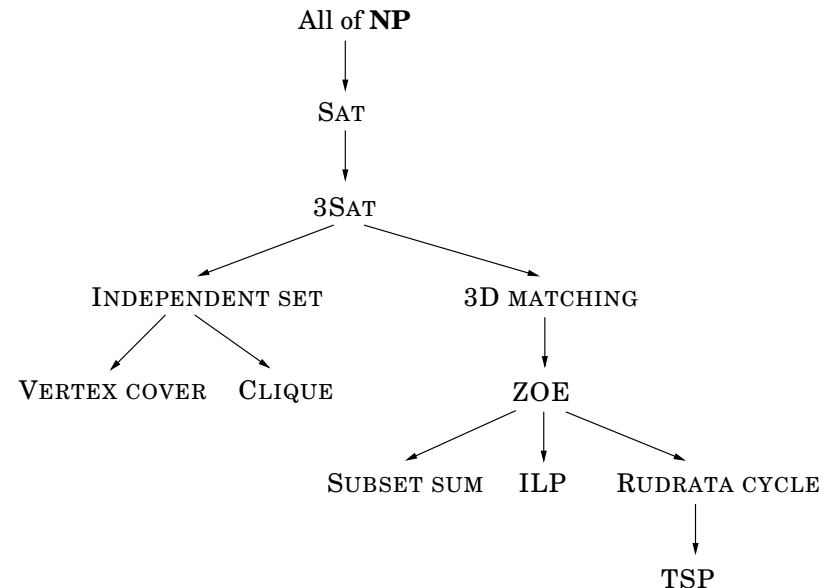 All of NP
SAT
3SAT
INDEPENDENT SET 3D MATCHING
VERTEX COVER CLIQUE ZOE
SUBSET SUM ILP RUDRATA CYCLE
TSP